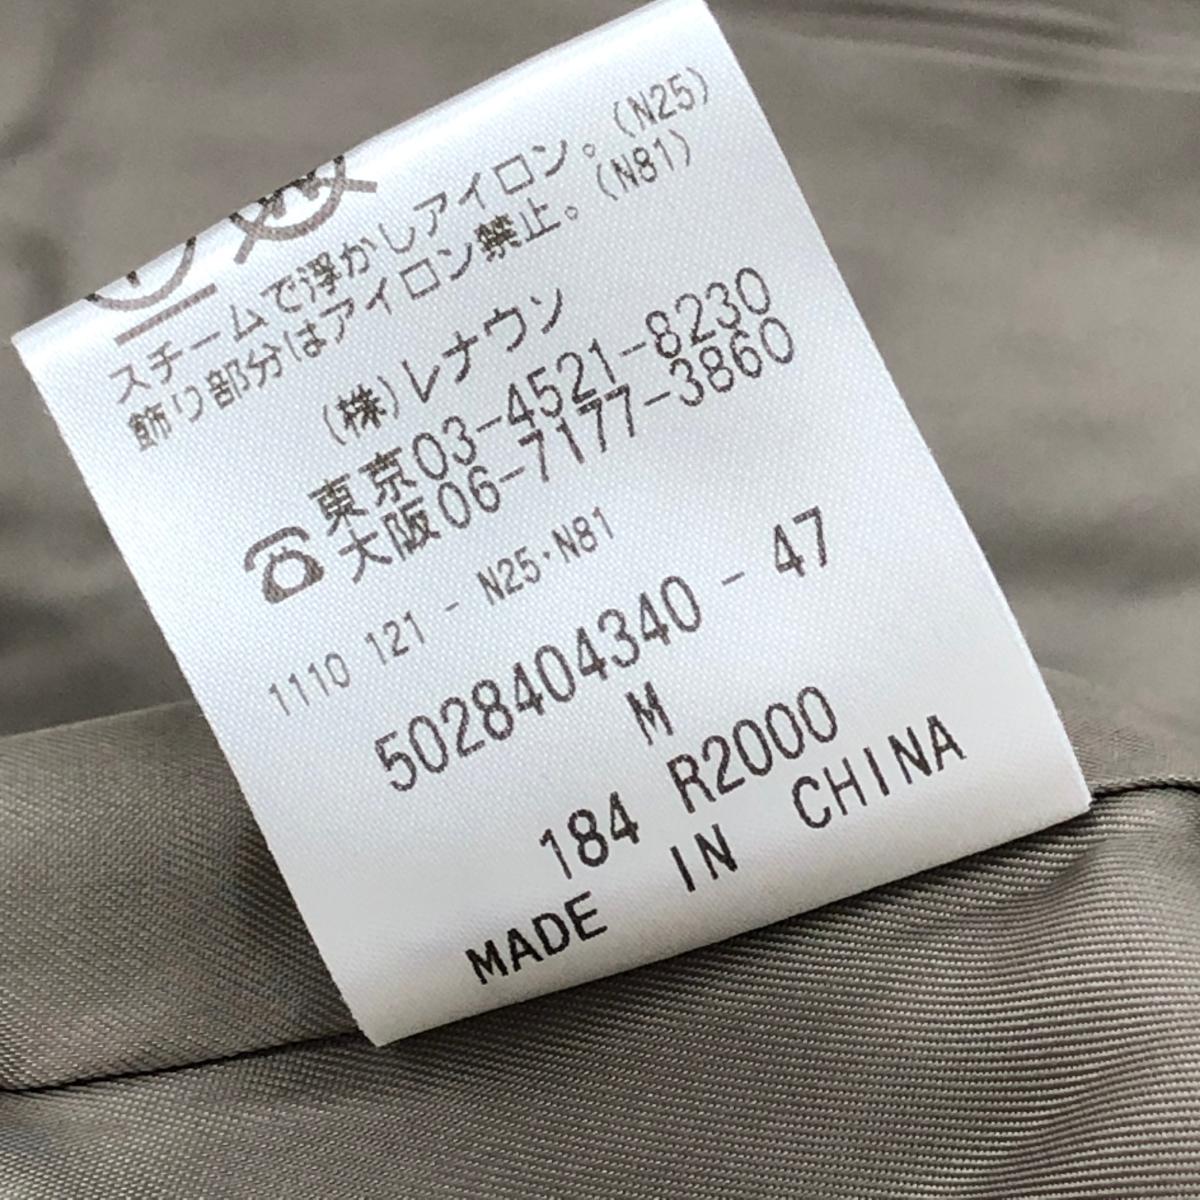 スチームで浮かしアイロン。(N25)
飾り部分はアイロン禁止。(N81)
(株)レナウン
東京03-4521-8230
大阪06-7177-3860
1110 121 - N25・N81
5028404340 - 47
M
184 R2000
MADE IN CHINA